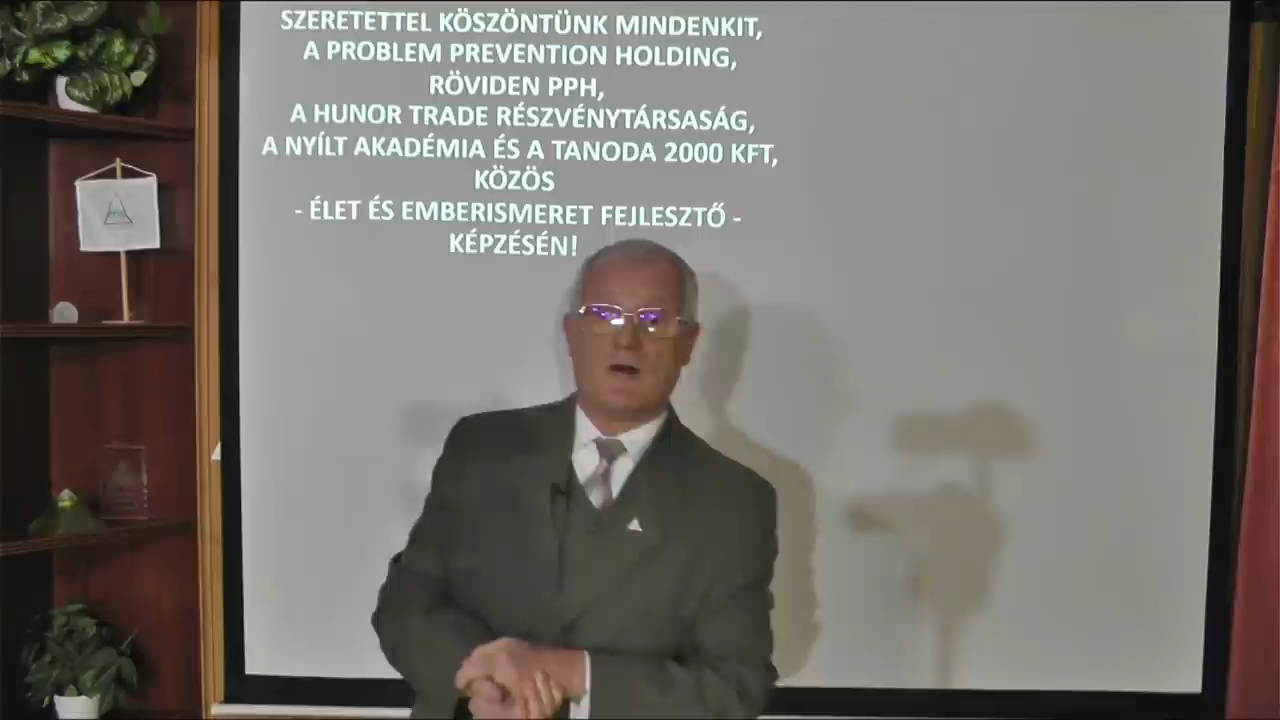 SZERETETTEL KÖSZÖNTÜNK MINDENKIT,
A PROBLEM PREVENTION HOLDING,
RÖVIDEN PPH,
A HUNOR TRADE RÉSZVÉNYTÁRSASÁG,
A NYÍLT AKADÉMIA ÉS A TANODA 2000 KFT,
KÖZÖS
- ÉLET ÉS EMBERISMERET FEJLESZTŐ -
KÉPZÉSÉN!